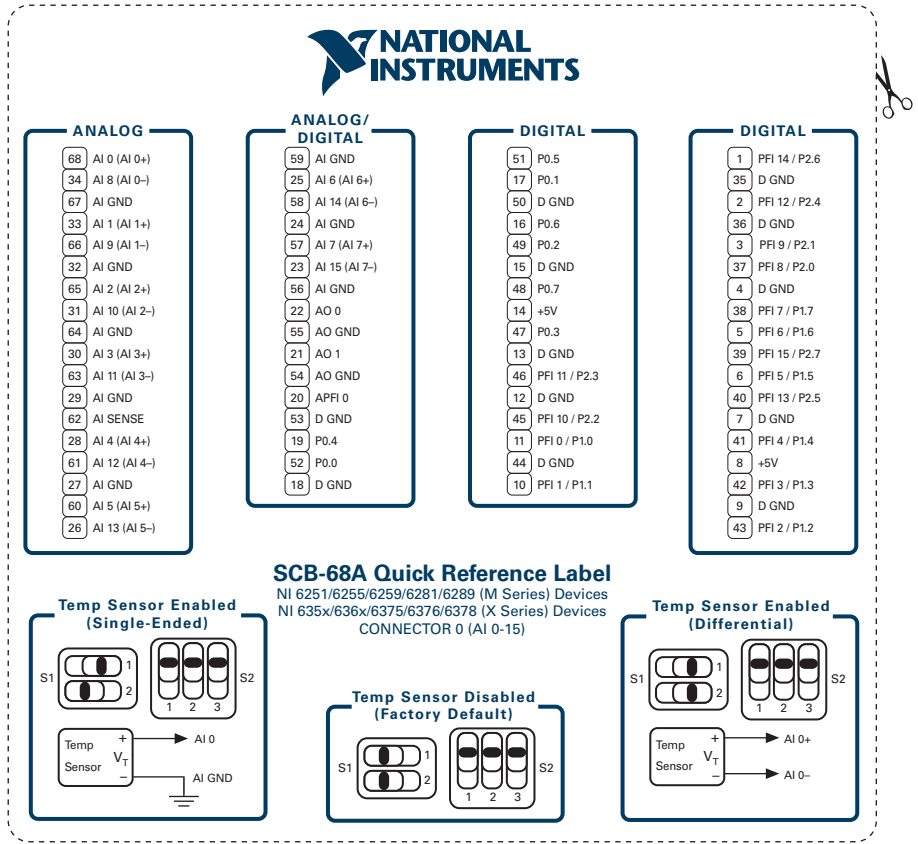 NATIONAL
INSTRUMENTS
ANALOG
68 AI 0 (AI 0+)
34 AI 8 (AI 0–)
67 AI GND
33 AI 1 (AI 1+)
66 AI 9 (AI 1–)
32 AI GND
65 AI 2 (AI 2+)
31 AI 10 (AI 2–)
64 AI GND
30 AI 3 (AI 3+)
63 AI 11 (AI 3–)
29 AI GND
62 AI SENSE
28 AI 4 (AI 4+)
61 AI 12 (AI 4–)
27 AI GND
60 AI 5 (AI 5+)
26 AI 13 (AI 5–)
ANALOG/
DIGITAL
59 AI GND
25 AI 6 (AI 6+)
58 AI 14 (AI 6–)
24 AI GND
57 AI 7 (AI 7+)
23 AI 15 (AI 7–)
56 AI GND
22 AO 0
55 AO GND
21 AO 1
54 AO GND
20 APFI 0
53 D GND
19 P0.4
52 P0.0
18 D GND
DIGITAL
51 P0.5
17 P0.1
50 D GND
16 P0.6
49 P0.2
15 D GND
48 P0.7
14 +5V
47 P0.3
13 D GND
46 PFI 11 / P2.3
12 D GND
45 PFI 10 / P2.2
11 PFI 0 / P1.0
44 D GND
10 PFI 1 / P1.1
DIGITAL
1 PFI 14 / P2.6
35 D GND
2 PFI 12 / P2.4
36 D GND
3 PFI 9 / P2.1
37 PFI 8 / P2.0
4 D GND
38 PFI 7 / P1.7
5 PFI 6 / P1.6
39 PFI 15 / P2.7
6 PFI 5 / P1.5
40 PFI 13 / P2.5
7 D GND
41 PFI 4 / P1.4
8 +5V
42 PFI 3 / P1.3
9 D GND
43 PFI 2 / P1.2
SCB-68A Quick Reference Label
NI 6251/6255/6259/6281/6289 (M Series) Devices
NI 635x/636x/6375/6376/6378 (X Series) Devices
CONNECTOR 0 (AI 0-15)
Temp Sensor Enabled
(Single-Ended)
S1
1
2
1 2 3
S2
Temp
Sensor
+
VT
–
AI 0
AI GND
Temp Sensor Disabled
(Factory Default)
S1
1
2
1 2 3
S2
Temp Sensor Enabled
(Differential)
S1
1
2
1 2 3
S2
Temp
Sensor
+
VT
–
AI 0+
AI 0–